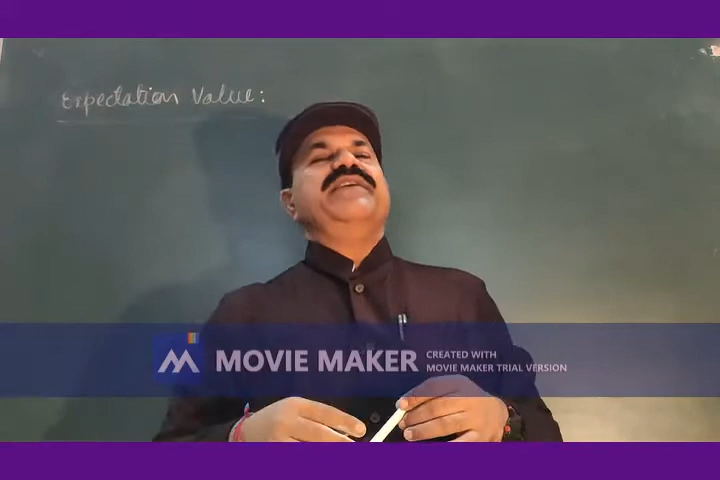 Expectation Value:
MOVIE MAKER
CREATED WITH
MOVIE MAKER TRIAL VERSION